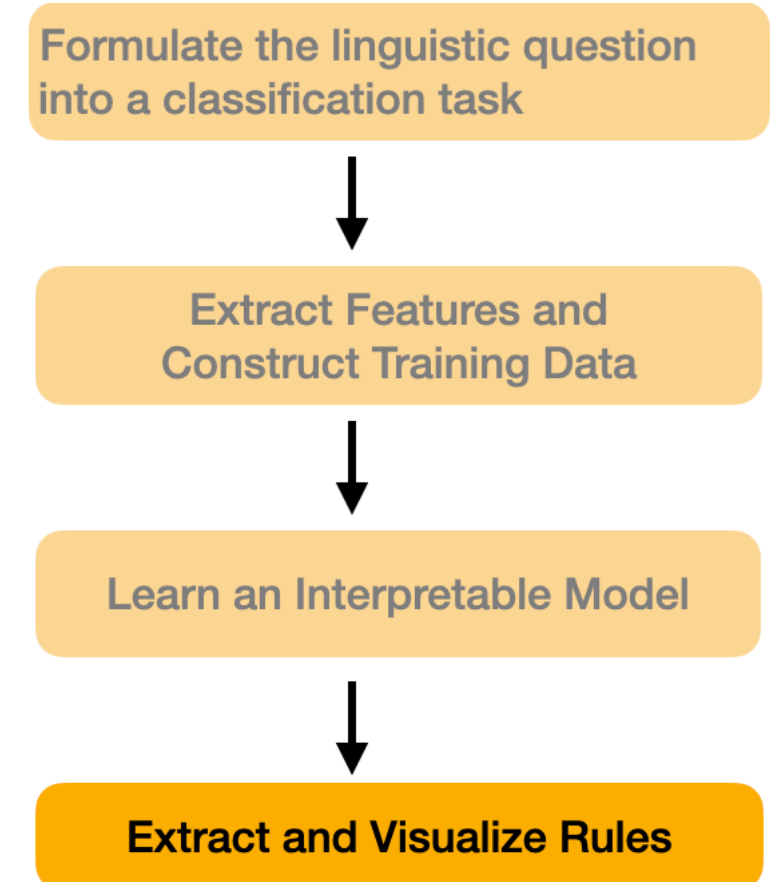 Formulate the linguistic question
into a classification task
Extract Features and
Construct Training Data
Learn an Interpretable Model
Extract and Visualize Rules